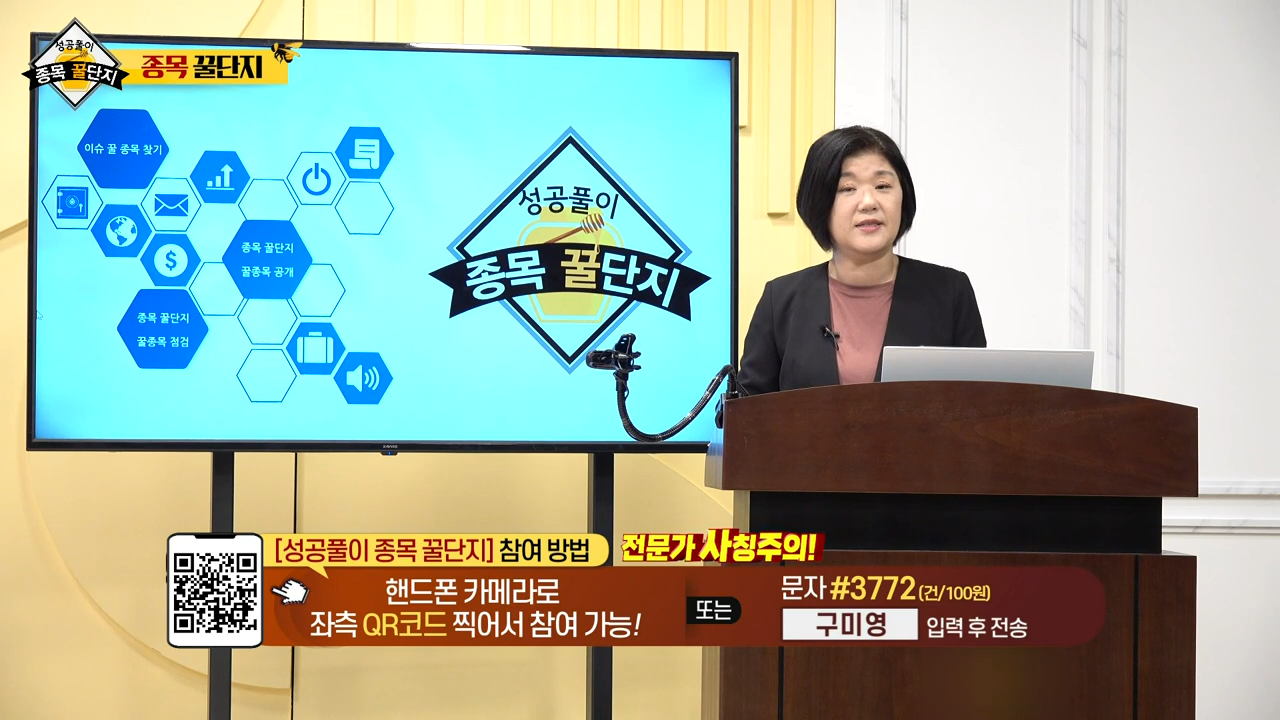 성공풀이
종목 꿀단지
종목 꿀단지
이슈 꿀 종목 찾기
종목 꿀단지
꿀종목 공개
종목 꿀단지
꿀종목 점검
$
성공풀이
종목 꿀단지
[성공풀이 종목 꿀단지] 참여 방법
전문가 사칭주의!
핸드폰 카메라로
좌측 QR코드 찍어서 참여 가능!
또는
문자 #3772 (건/100원)
구미영 입력 후 전송